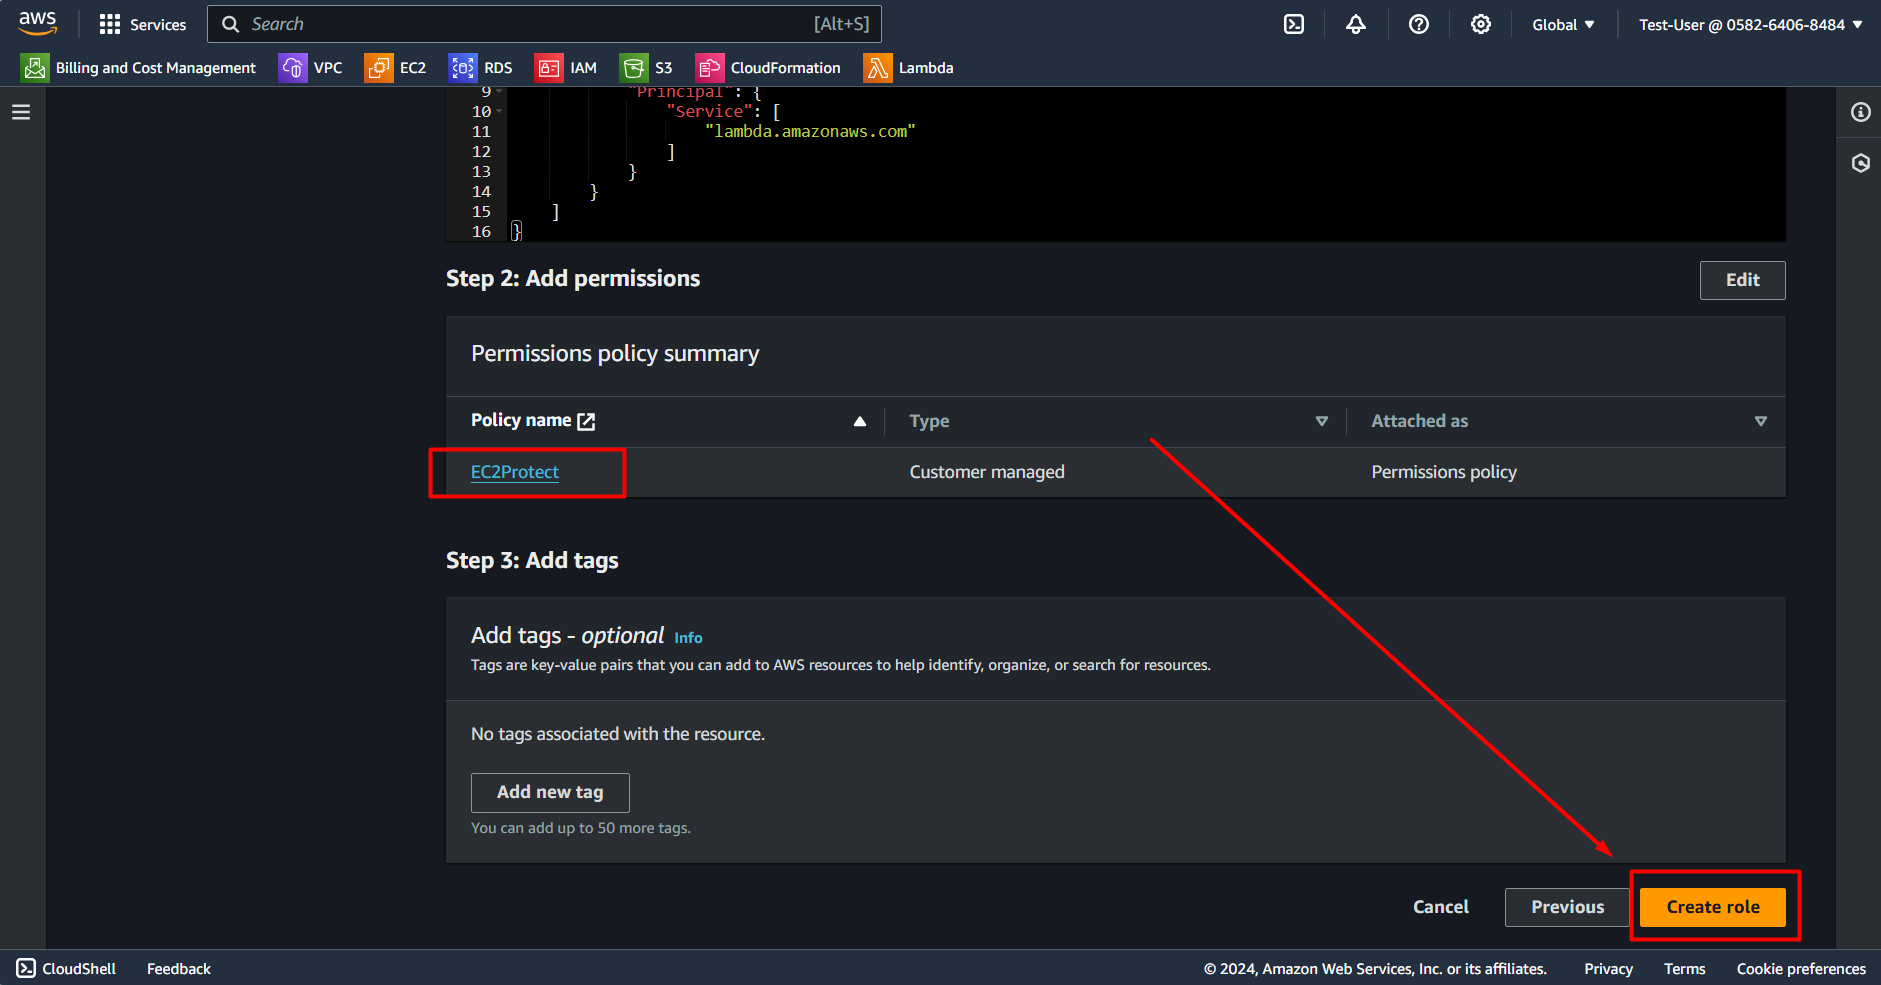 aws
Services
Search [Alt+S]
Global
Test-User @ 0582-6406-8484
Billing and Cost Management
VPC
EC2
RDS
IAM
S3
CloudFormation
Lambda
9 "Principal": {
10 "Service": [
11 "lambda.amazonaws.com"
12 ]
13 }
14 }
15 ]
16 }
Step 2: Add permissions
Edit
Permissions policy summary
Policy name Type Attached as
EC2Protect Customer managed Permissions policy
Step 3: Add tags
Add tags - optional Info
Tags are key-value pairs that you can add to AWS resources to help identify, organize, or search for resources.
No tags associated with the resource.
Add new tag
You can add up to 50 more tags.
Cancel Previous Create role
CloudShell Feedback © 2024, Amazon Web Services, Inc. or its affiliates. Privacy Terms Cookie preferences